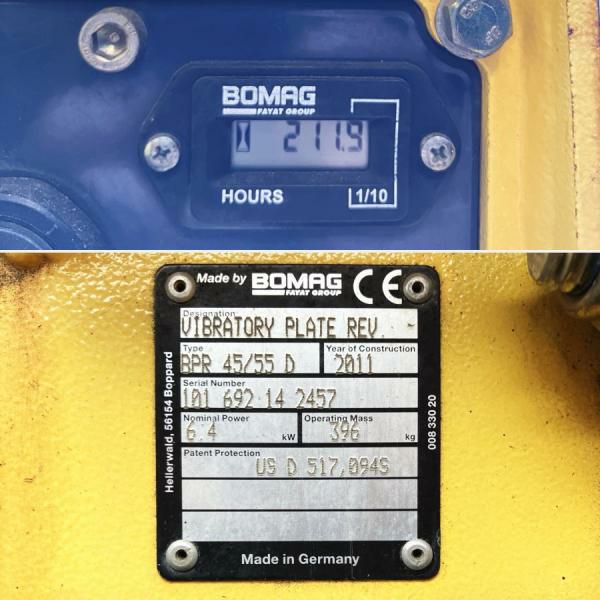 BOMAG
FAYAT GROUP
211.9
HOURS 1/10
Made by BOMAG CE
FAYAT GROUP
Designation
VIBRATORY PLATE REV.
Type Year of Construction
BPR 45/55 D 2011
Serial Number
101 692 14 2457
Nominal Power Operating Mass
6.4 kW 396 kg
Patent Protection
US D 517,094S
Made in Germany
Hellerwald, 56154 Boppard
008 330 20